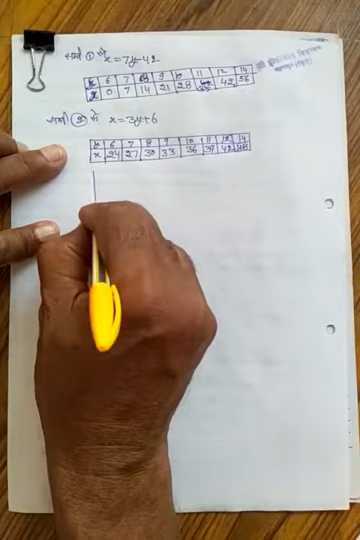 समी ① से x=7y-42
y 6 7 8 9 10 11 12 14
x 0 7 14 21 28 35 42 56
समी ② से x=3y+6
y 6 7 8 9 10 11 12 14
x 24 27 30 33 36 39 42 48